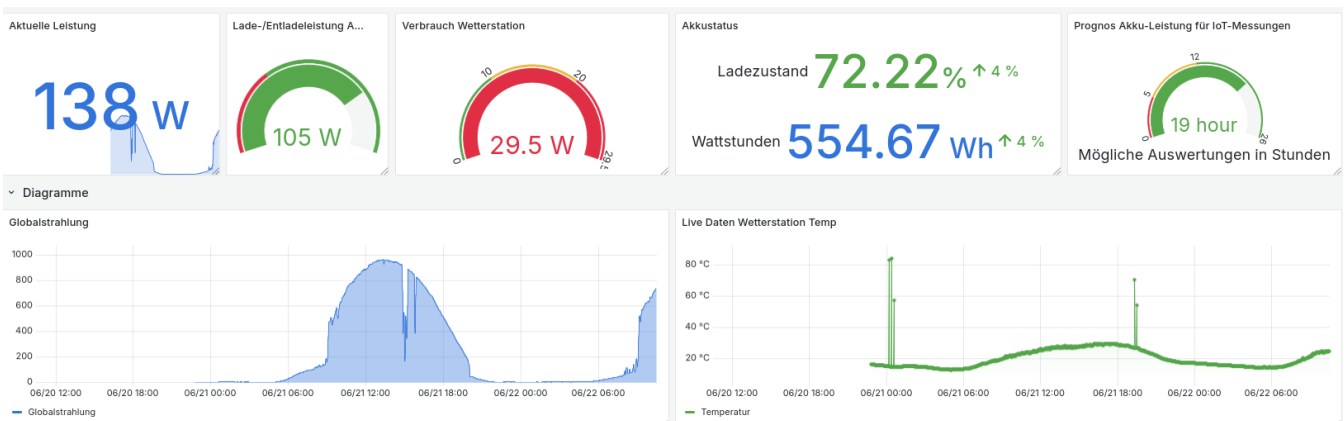 Aktuelle Leistung
138 W
Lade-/Entladeleistung A...
105 W
Verbrauch Wetterstation
0
10
20
29.5 W
Akkustatus
Ladezustand 72.22% ↑ 4 %
Wattstunden 554.67 Wh ↑ 4 %
Prognos Akku-Leistung für IoT-Messungen
0
5
12
26
19 hour
Mögliche Auswertungen in Stunden
Diagramme
Globalstrahlung
1000
800
600
400
200
0
06/20 12:00 06/20 18:00 06/21 00:00 06/21 06:00 06/21 12:00 06/21 18:00 06/22 00:00 06/22 06:00
Globalstrahlung
Live Daten Wetterstation Temp
80 °C
60 °C
40 °C
20 °C
06/20 12:00 06/20 18:00 06/21 00:00 06/21 06:00 06/21 12:00 06/21 18:00 06/22 00:00 06/22 06:00
Temperatur